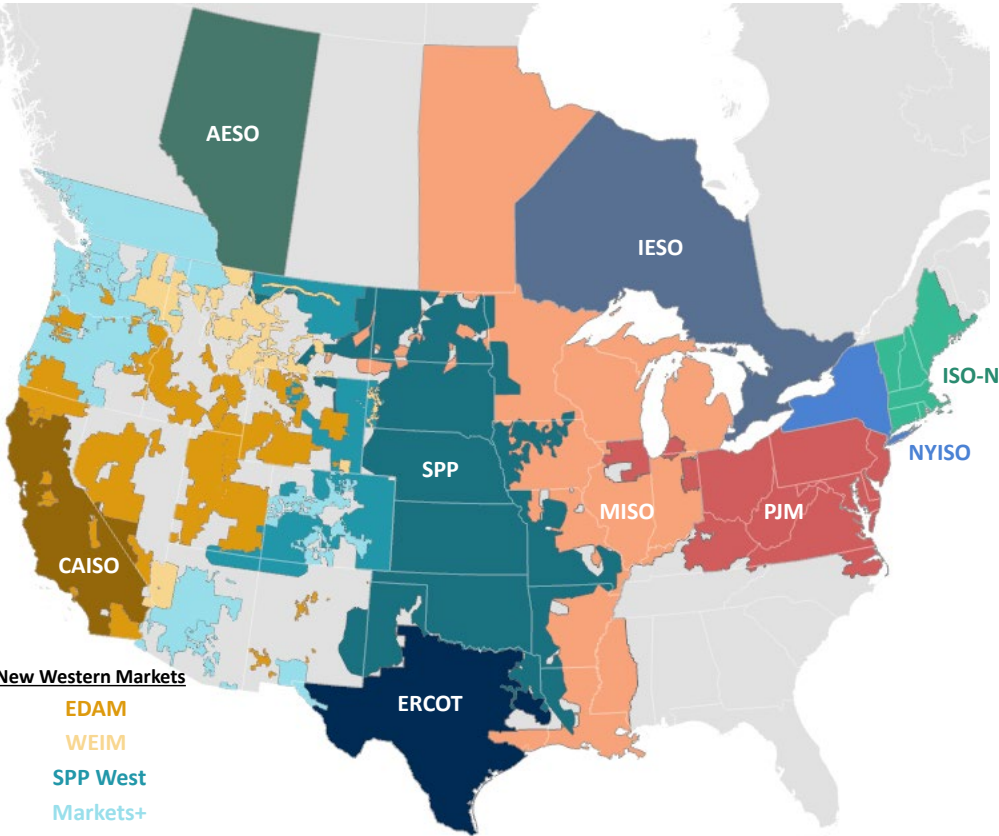 AESO
IESO
ISO-N
NYISO
SPP
MISO
PJM
CAISO
ERCOT
New Western Markets
EDAM
WEIM
SPP West
Markets+